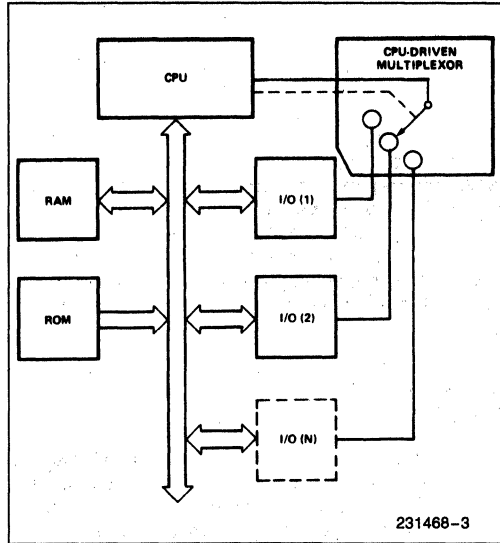 CPU
CPU-DRIVEN
MULTIPLEXOR
RAM
I/O (1)
ROM
I/O (2)
I/O (N)
231468-3